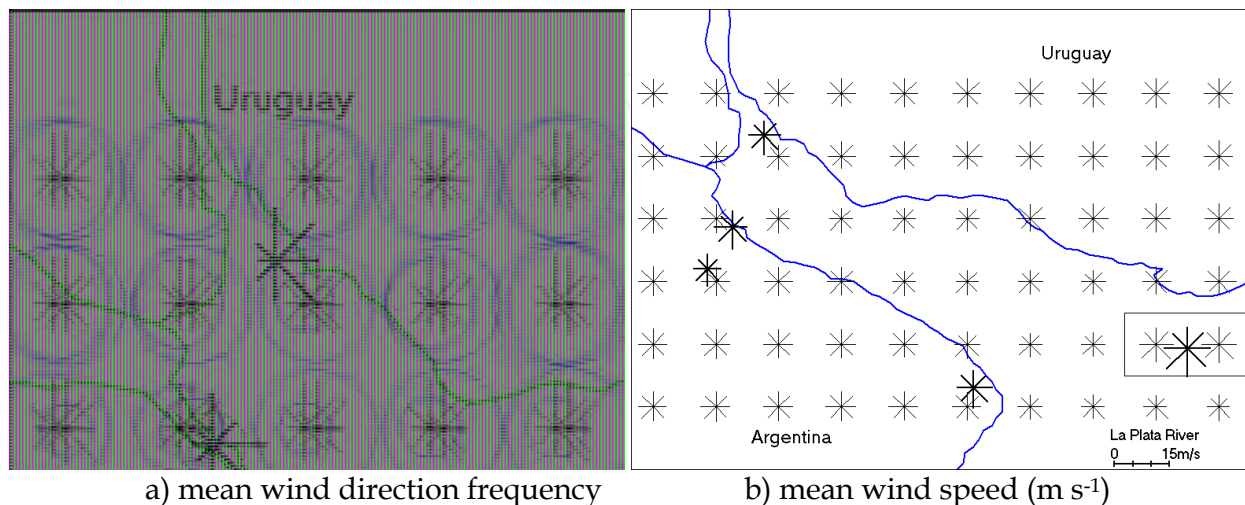 Uruguay
Uruguay
Argentina
La Plata River
0 15m/s
a) mean wind direction frequency
b) mean wind speed (m s-1)